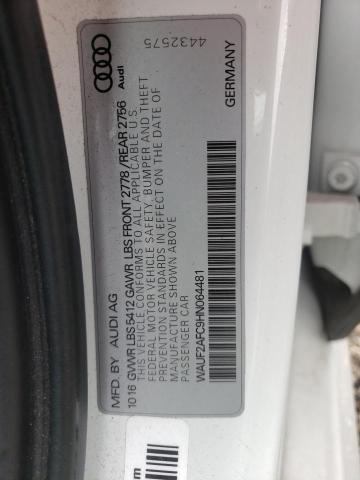 MFD. BY AUDI AG
1016 GVWR LBS 5412 GAWR LBS FRONT 2778 /REAR 2756
THIS VEHICLE CONFORMS TO ALL APPLICABLE U.S.
FEDERAL MOTOR VEHICLE SAFETY, BUMPER AND THEFT
PREVENTION STANDARDS IN EFFECT ON THE DATE OF
MANUFACTURE SHOWN ABOVE
PASSENGER CAR
WAUF2AFC9HN064481
GERMANY
Audi
4432575
m